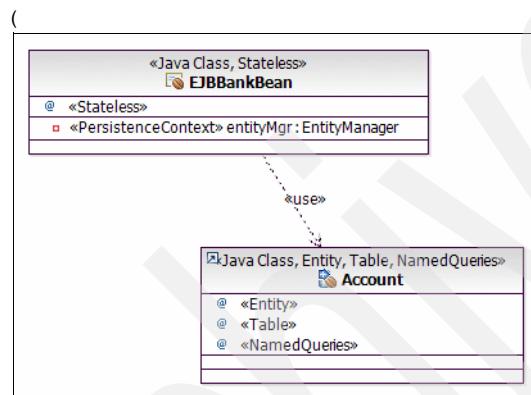 (
«Java Class, Stateless»
EJBBankBean
@ «Stateless»
«PersistenceContext» entityMgr : EntityManager
«use»
«Java Class, Entity, Table, NamedQueries»
Account
@ «Entity»
@ «Table»
@ «NamedQueries»